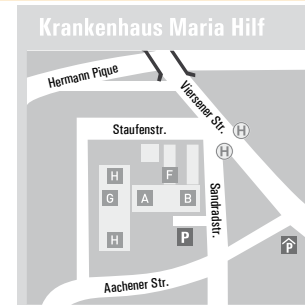 Krankenhaus Maria Hilf
Hermann Pique
Viersener Str.
H
Staufenstr.
H
H
F
G
A
B
Sandradstr.
H
P
P
Aachener Str.